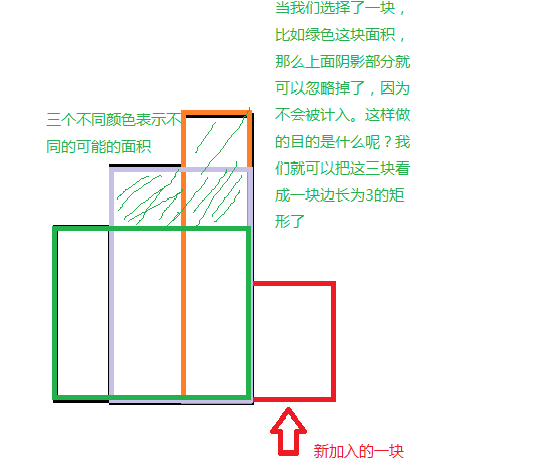 当我们选择了一块，
比如绿色这块面积，
那么上面阴影部分就
可以忽略掉了，因为
不会被计入。这样做
的目的是什么呢？我
们就可以把这三块看
成一块边长为3的矩
形了
三个不同颜色表示不
同的可能的面积
新加入的一块